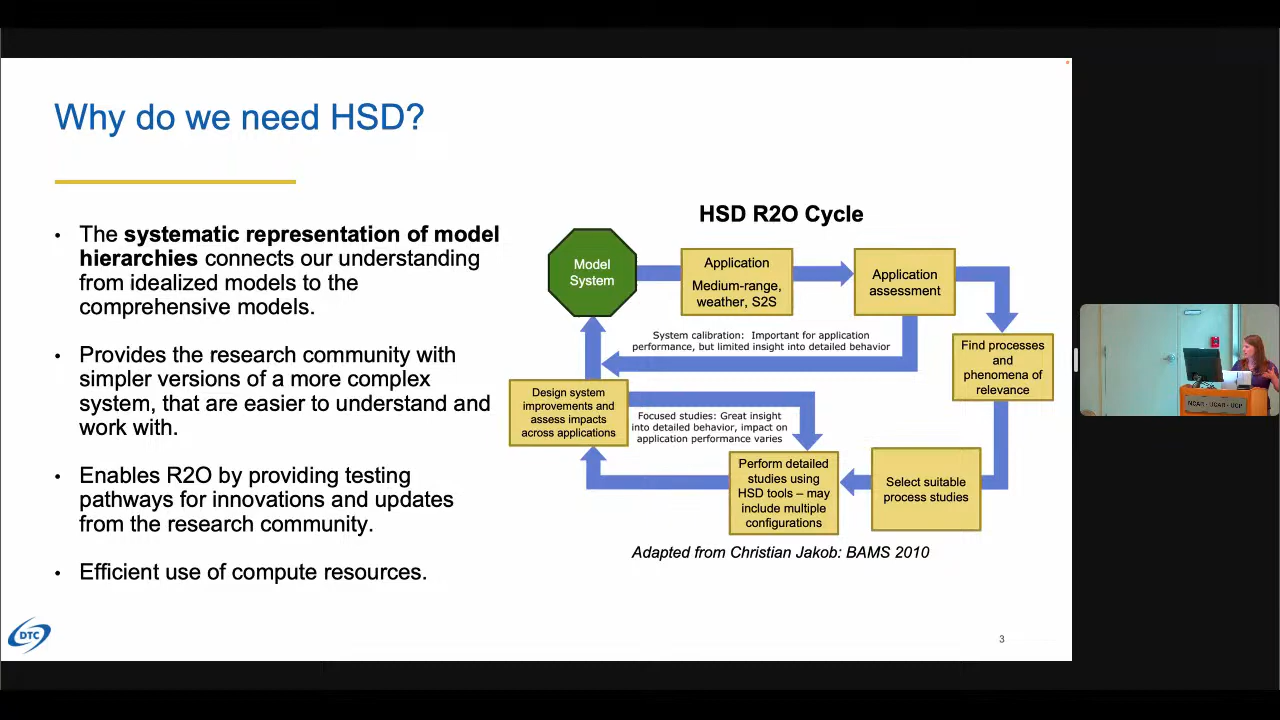 Why do we need HSD?
• The systematic representation of model
hierarchies connects our understanding
from idealized models to the
comprehensive models.
• Provides the research community with
simpler versions of a more complex
system, that are easier to understand and
work with.
• Enables R2O by providing testing
pathways for innovations and updates
from the research community.
• Efficient use of compute resources.
HSD R2O Cycle
Model
System
Application
Medium-range,
weather, S2S
Application
assessment
System calibration: Important for application
performance, but limited insight into detailed behavior
Find processes
and
phenomena of
relevance
Design system
improvements and
assess impacts
across applications
Focused studies: Great insight
into detailed behavior, impact on
application performance varies
Perform detailed
studies using
HSD tools – may
include multiple
configurations
Select suitable
process studies
Adapted from Christian Jakob: BAMS 2010
DTC
3
NCAR - UCAR - UCP